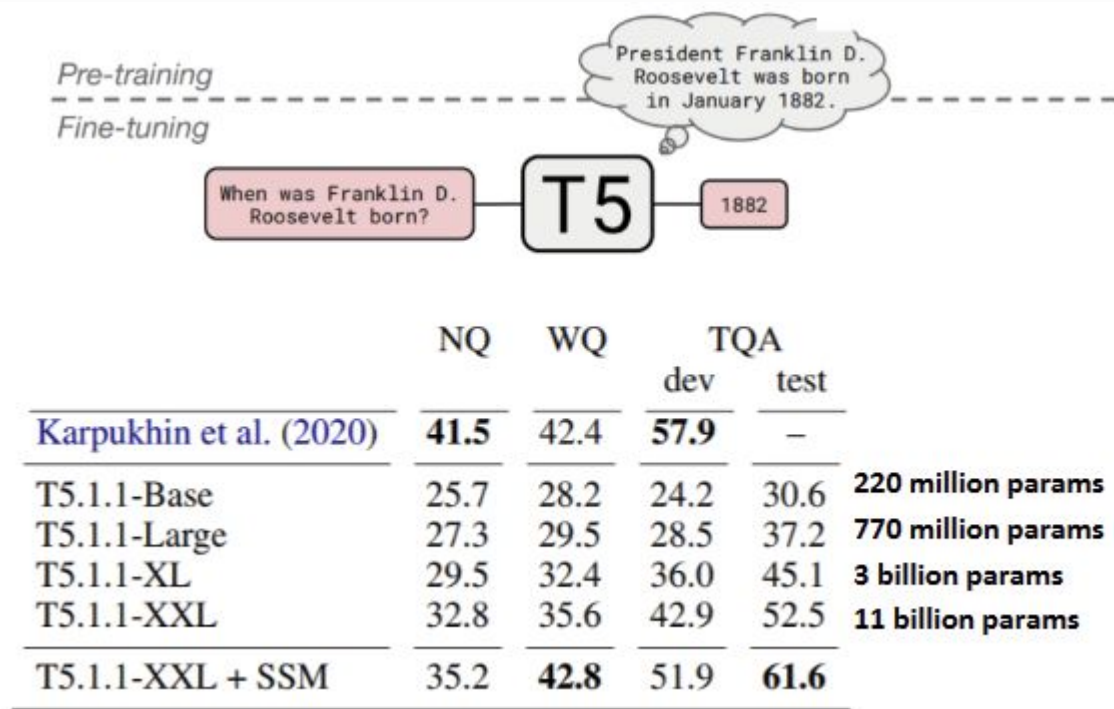 President Franklin D.
Roosevelt was born
in January 1882.
Pre-training
Fine-tuning
When was Franklin D.
Roosevelt born?
T5
1882
NQ WQ TQA
dev test
Karpukhin et al. (2020) 41.5 42.4 57.9 –
T5.1.1-Base 25.7 28.2 24.2 30.6 220 million params
T5.1.1-Large 27.3 29.5 28.5 37.2 770 million params
T5.1.1-XL 29.5 32.4 36.0 45.1 3 billion params
T5.1.1-XXL 32.8 35.6 42.9 52.5 11 billion params
T5.1.1-XXL + SSM 35.2 42.8 51.9 61.6